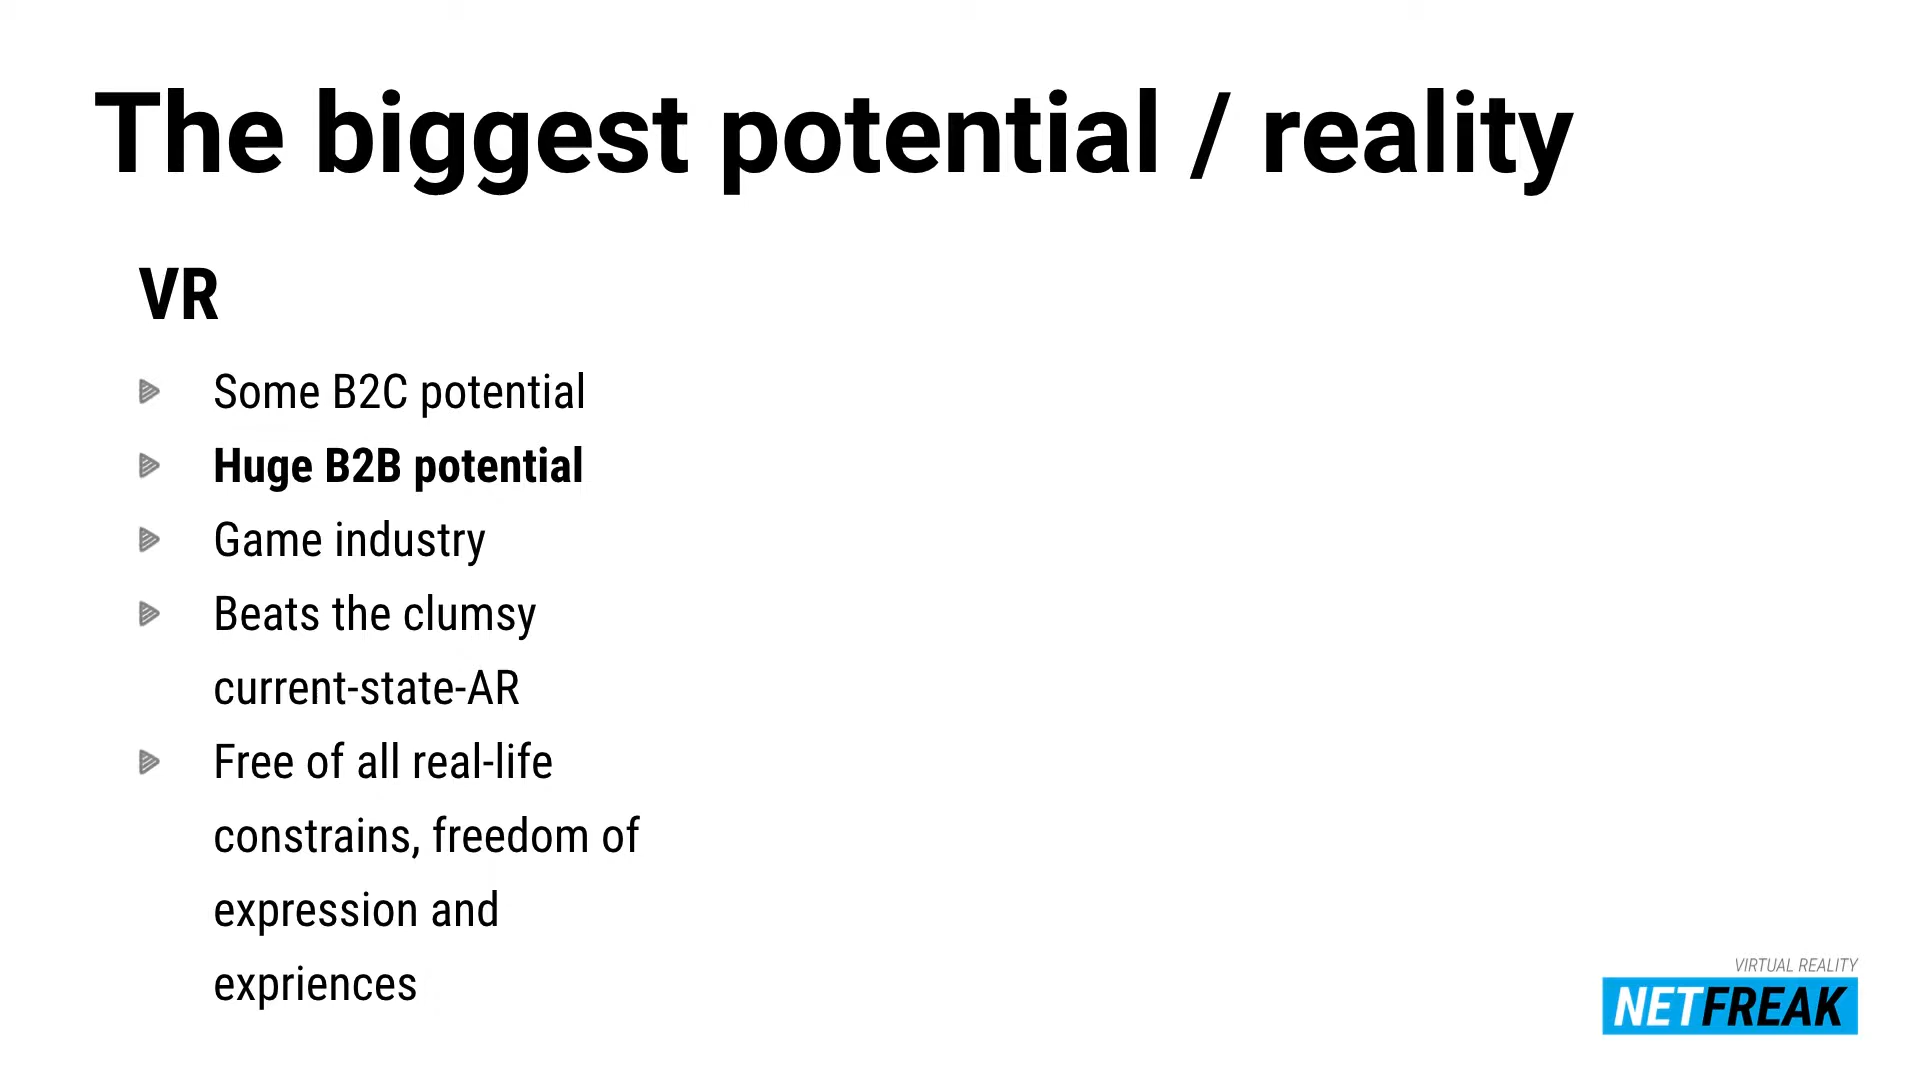 The biggest potential / reality
VR
Some B2C potential
Huge B2B potential
Game industry
Beats the clumsy
current-state-AR
Free of all real-life
constrains, freedom of
expression and
expriences
VIRTUAL REALITY
NETFREAK